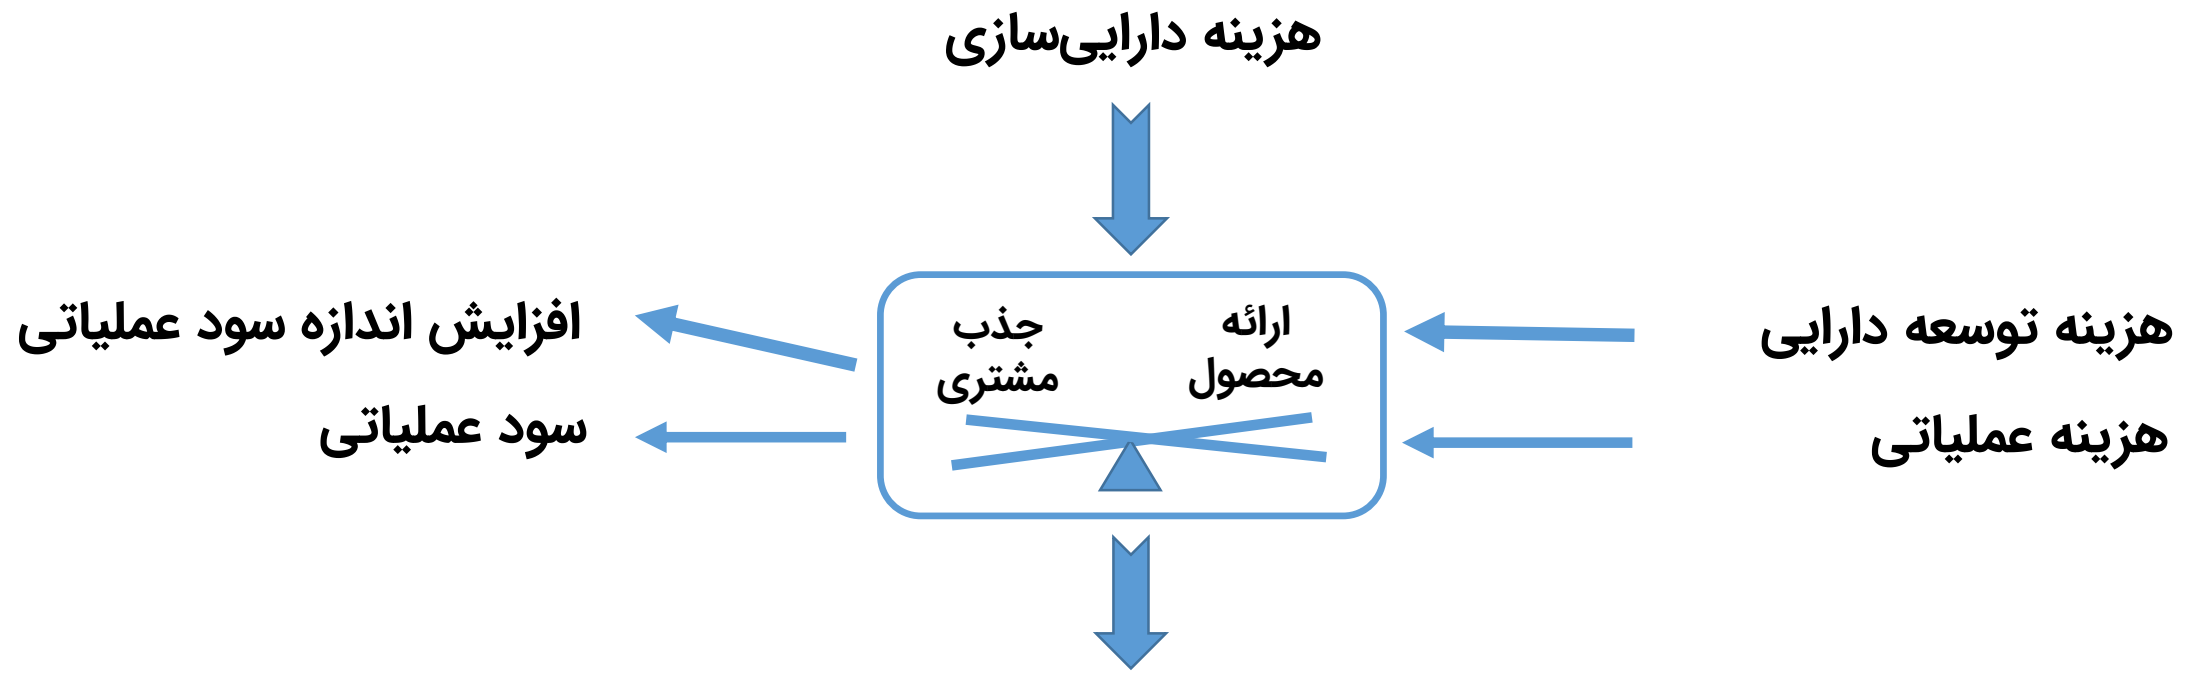 هزینه دارایی‌سازی
هزینه توسعه دارایی
هزینه عملیاتی
ارائه
محصول
جذب
مشتری
افزایش اندازه سود عملیاتی
سود عملیاتی